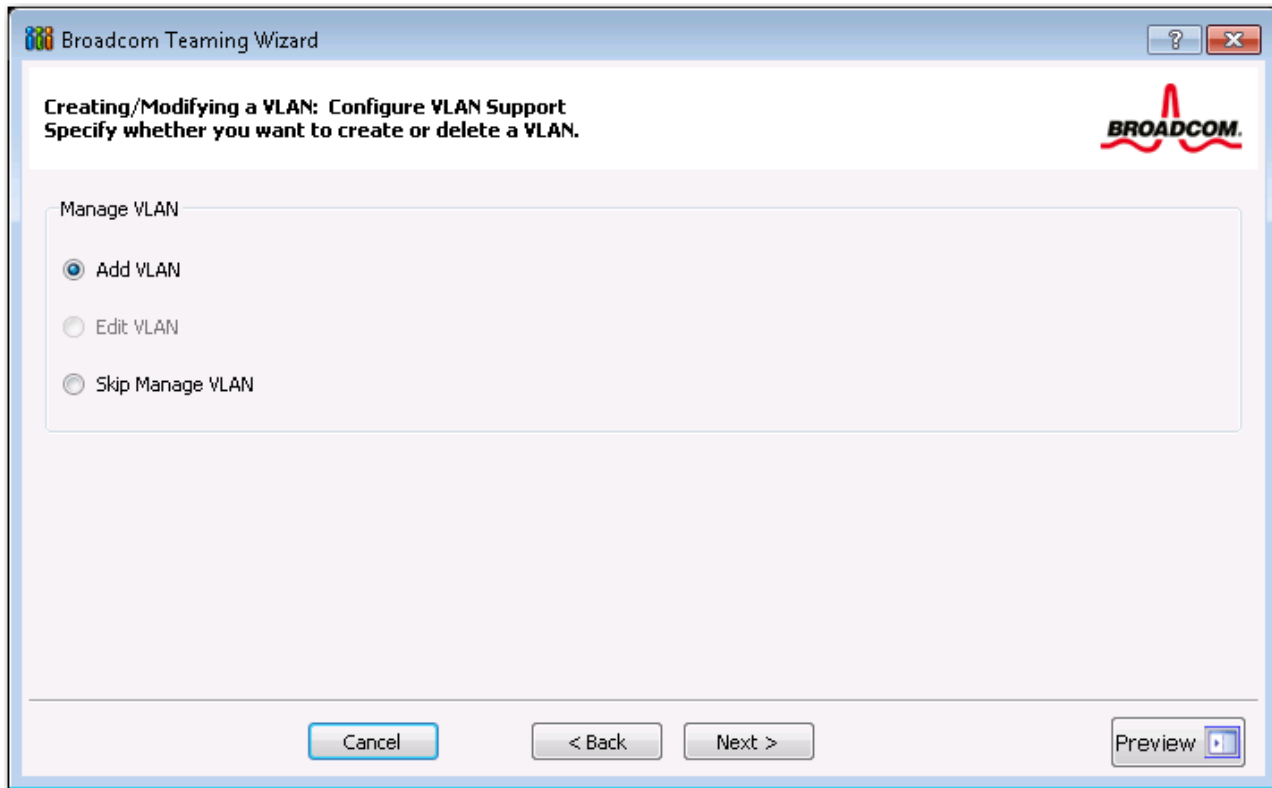 Broadcom Teaming Wizard
?
Creating/Modifying a VLAN: Configure VLAN Support
Specify whether you want to create or delete a VLAN.
BROADCOM.
Manage VLAN
Add VLAN
Edit VLAN
Skip Manage VLAN
Cancel
< Back
Next >
Preview